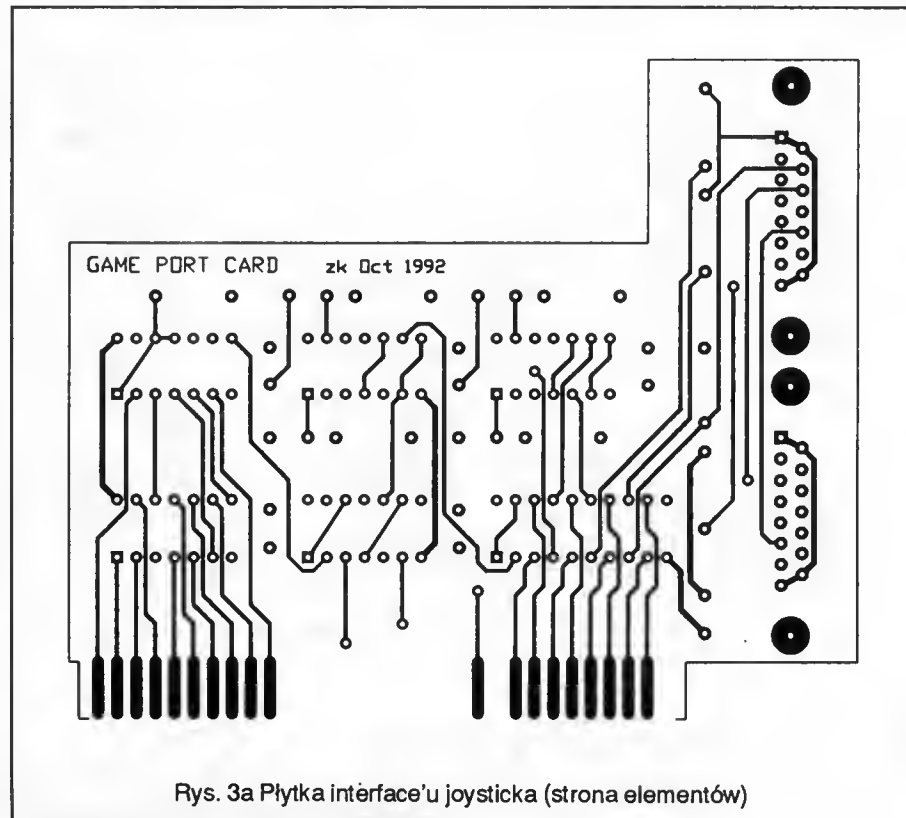 GAME PORT CARD zk Oct 1992
Rys. 3a Płytka interface'u joysticka (strona elementów)